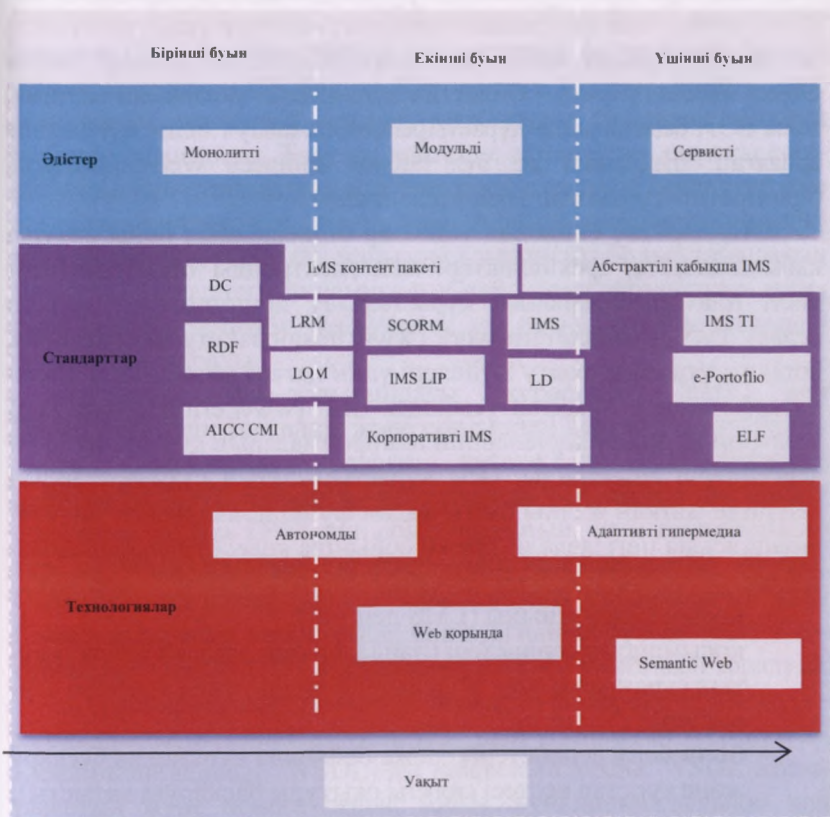 Бірінші буын
Екінші буын
Үшінші буын
Әдістер
Монолитті
Модульді
Сервисті
IMS контент пакеті
Абстрактілі қабықша IMS
DC
LRM
SCORM
IMS
IMS TI
RDF
Стандарттар
LOM
IMS LIP
LD
e-Portoflio
AICC CMI
Корпоративті IMS
ELF
Автономды
Адаптивті гипермедиа
Технологиялар
Web қорында
Semantic Web
Уақыт